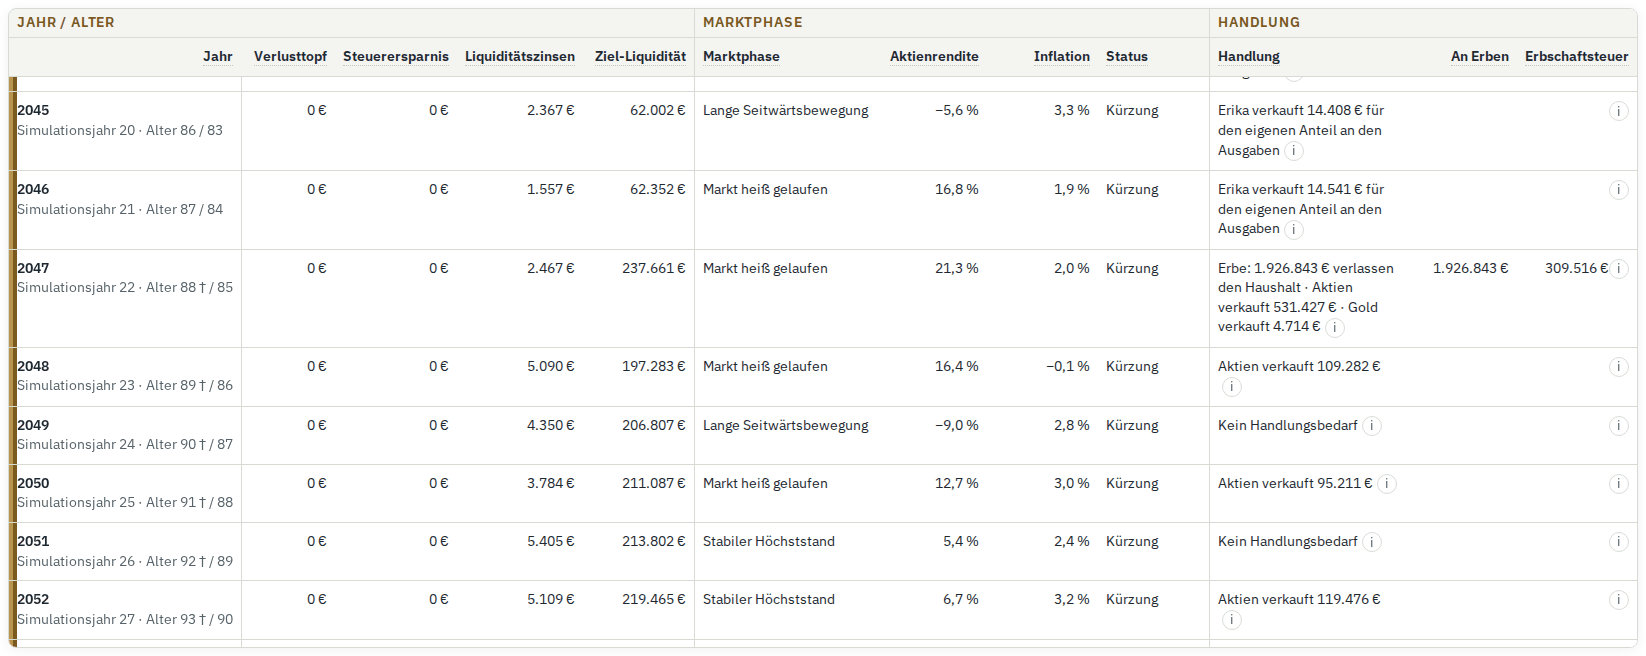 JAHR / ALTER MARKTPHASE HANDLUNG
Jahr Verlusttopf Steuerersparnis Liquiditätszinsen Ziel-Liquidität Marktphase Aktienrendite Inflation Status Handlung An Erben Erbschaftsteuer
2045 0 € 0 € 2.367 € 62.002 € Lange Seitwärtsbewegung −5,6 % 3,3 % Kürzung Erika verkauft 14.408 € für i
Simulationsjahr 20 · Alter 86 / 83 den eigenen Anteil an den
Ausgaben i
2046 0 € 0 € 1.557 € 62.352 € Markt heiß gelaufen 16,8 % 1,9 % Kürzung Erika verkauft 14.541 € für i
Simulationsjahr 21 · Alter 87 / 84 den eigenen Anteil an den
Ausgaben i
2047 0 € 0 € 2.467 € 237.661 € Markt heiß gelaufen 21,3 % 2,0 % Kürzung Erbe: 1.926.843 € verlassen 1.926.843 € 309.516 € i
Simulationsjahr 22 · Alter 88 † / 85 den Haushalt · Aktien
verkauft 531.427 € · Gold
verkauft 4.714 € i
2048 0 € 0 € 5.090 € 197.283 € Markt heiß gelaufen 16,4 % −0,1 % Kürzung Aktien verkauft 109.282 € i
Simulationsjahr 23 · Alter 89 † / 86 i
2049 0 € 0 € 4.350 € 206.807 € Lange Seitwärtsbewegung −9,0 % 2,8 % Kürzung Kein Handlungsbedarf i i
Simulationsjahr 24 · Alter 90 † / 87
2050 0 € 0 € 3.784 € 211.087 € Markt heiß gelaufen 12,7 % 3,0 % Kürzung Aktien verkauft 95.211 € i i
Simulationsjahr 25 · Alter 91 † / 88
2051 0 € 0 € 5.405 € 213.802 € Stabiler Höchststand 5,4 % 2,4 % Kürzung Kein Handlungsbedarf i i
Simulationsjahr 26 · Alter 92 † / 89
2052 0 € 0 € 5.109 € 219.465 € Stabiler Höchststand 6,7 % 3,2 % Kürzung Aktien verkauft 119.476 € i
Simulationsjahr 27 · Alter 93 † / 90 i